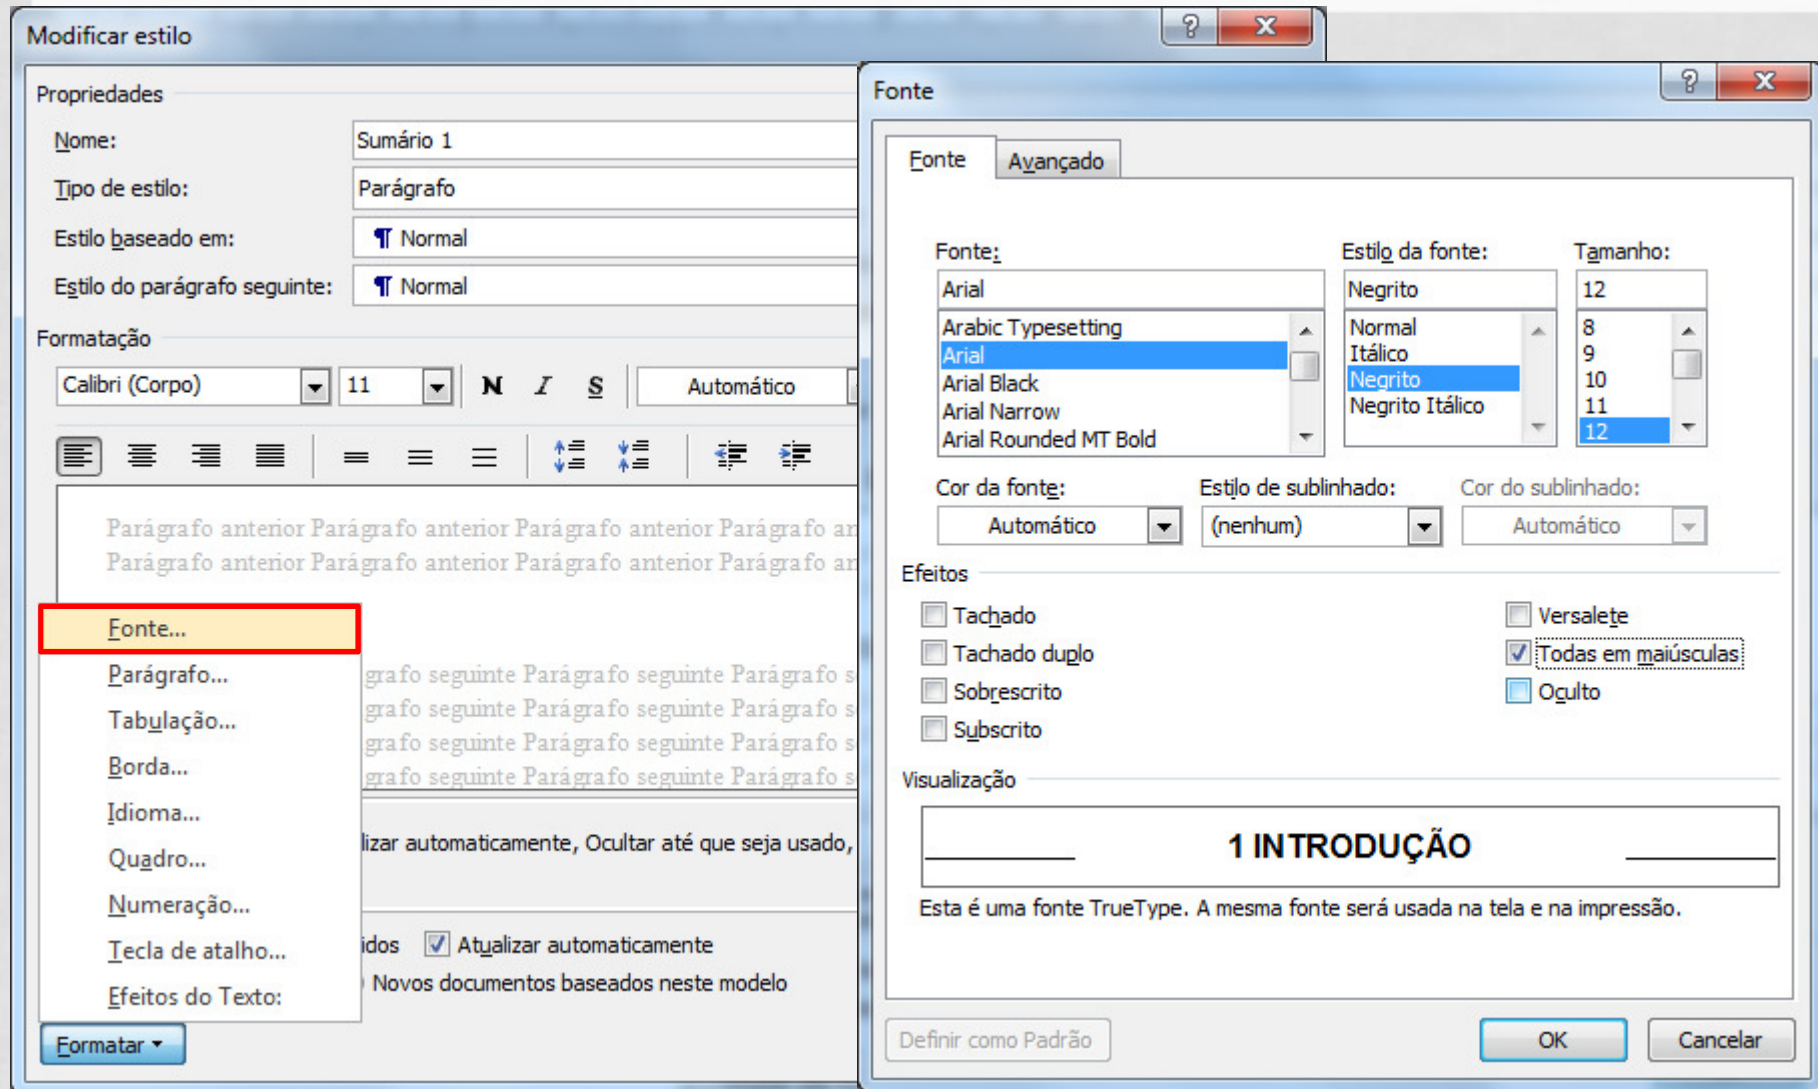 Modificar estilo
Propriedades
Nome: Sumário 1
Tipo de estilo: Parágrafo
Estilo baseado em: ¶ Normal
Estilo do parágrafo seguinte: ¶ Normal
Formatação
Calibri (Corpo) 11 N I S Automático
Parágrafo anterior Parágrafo anterior Parágrafo anterior Parágrafo an
Parágrafo anterior Parágrafo anterior Parágrafo anterior Parágrafo an
grafo seguinte Parágrafo seguinte Parágrafo s
grafo seguinte Parágrafo seguinte Parágrafo s
grafo seguinte Parágrafo seguinte Parágrafo s
grafo seguinte Parágrafo seguinte Parágrafo s
lizar automaticamente, Ocultar até que seja usado,
idos Atualizar automaticamente
Novos documentos baseados neste modelo
Fonte...
Parágrafo...
Tabulação...
Borda...
Idioma...
Quadro...
Numeração...
Tecla de atalho...
Efeitos do Texto:
Formatar
Fonte
Fonte Avançado
Fonte: Estilo da fonte: Tamanho:
Arial Negrito 12
Arabic Typesetting Normal 8
Arial Itálico 9
Arial Black Negrito 10
Arial Narrow Negrito Itálico 11
Arial Rounded MT Bold 12
Cor da fonte: Estilo de sublinhado: Cor do sublinhado:
Automático (nenhum) Automático
Efeitos
Tachado Versalete
Tachado duplo Todas em maiúsculas
Sobrescrito Oculto
Subscrito
Visualização
1 INTRODUÇÃO
Esta é uma fonte TrueType. A mesma fonte será usada na tela e na impressão.
Definir como Padrão OK Cancelar